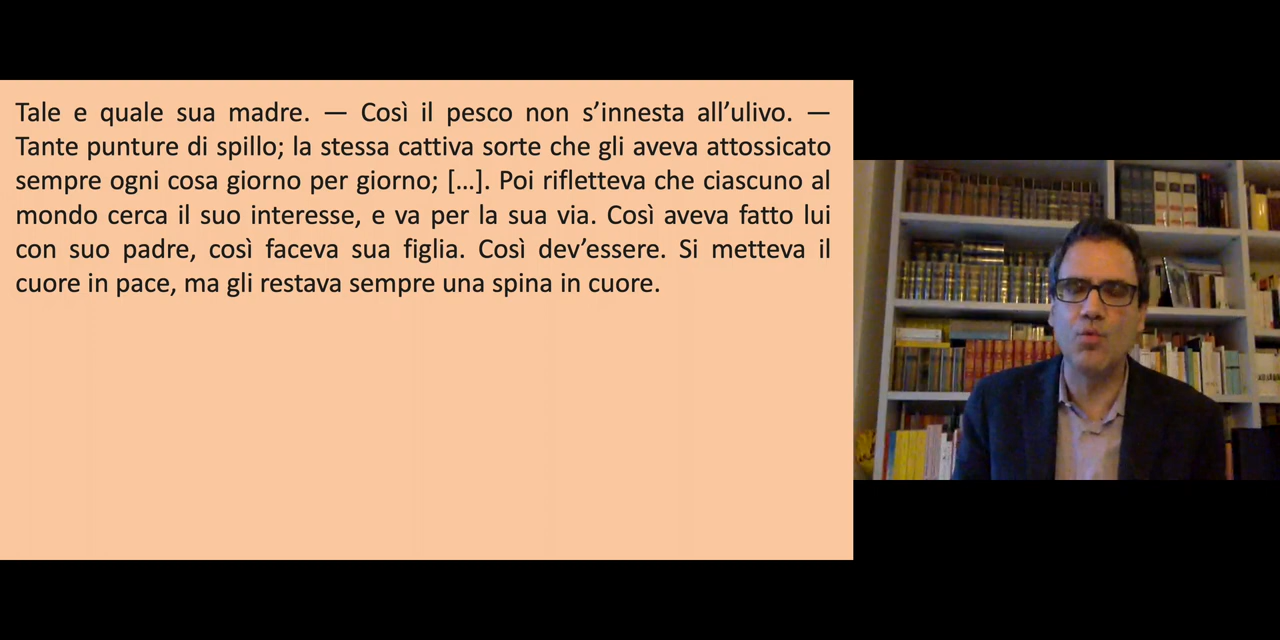 Tale e quale sua madre. — Così il pesco non s’innesta all’ulivo. —
Tante punture di spillo; la stessa cattiva sorte che gli aveva attossicato
sempre ogni cosa giorno per giorno; […]. Poi rifletteva che ciascuno al
mondo cerca il suo interesse, e va per la sua via. Così aveva fatto lui
con suo padre, così faceva sua figlia. Così dev’essere. Si metteva il
cuore in pace, ma gli restava sempre una spina in cuore.